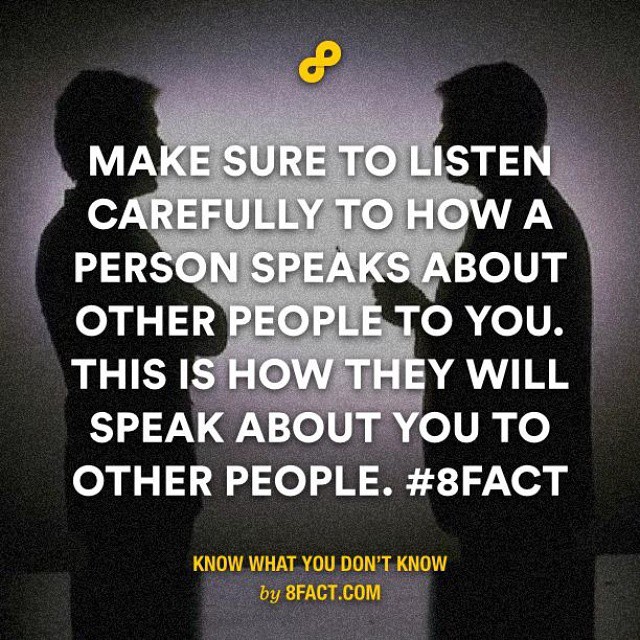 MAKE SURE TO LISTEN
CAREFULLY TO HOW A
PERSON SPEAKS ABOUT
OTHER PEOPLE TO YOU.
THIS IS HOW THEY WILL
SPEAK ABOUT YOU TO
OTHER PEOPLE. #8FACT
KNOW WHAT YOU DON'T KNOW
by 8FACT.COM